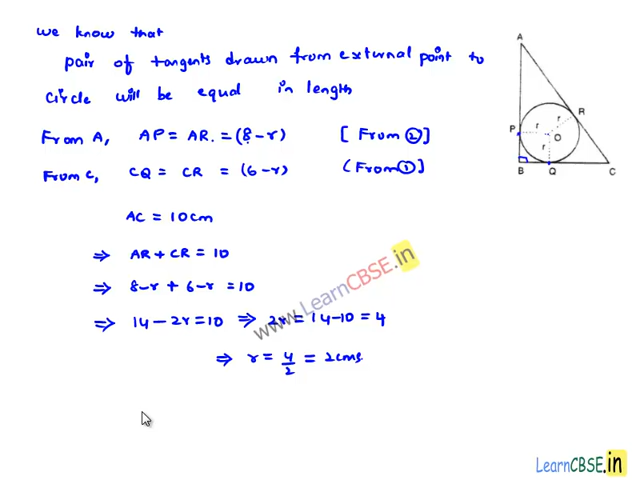 we know that
pair of tangents drawn from external point to
circle will be equal in length
From A, AP = AR = (8-r) [From ②]
From C, CQ = CR = (6-r) (From ①)
AC = 10cm
⇒ AR + CR = 10
⇒ 8-r + 6-r = 10
⇒ 14 - 2r = 10 ⇒ 2r = 14-10 = 4
⇒ r = 4/2 = 2cms
A
R
P
r
r
O
r
B
Q
C
www.LearnCBSE.in
LearnCBSE.in